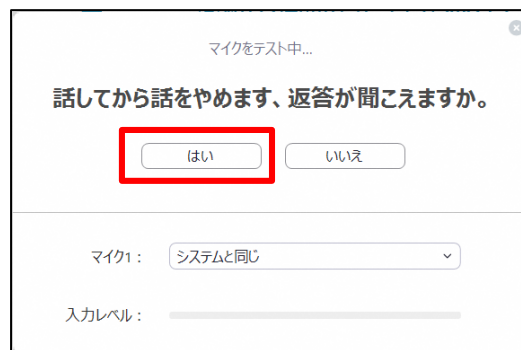 マイクをテスト中...
話してから話をやめます、返答が聞こえますか。
はい いいえ
マイク1： システムと同じ
入力レベル：